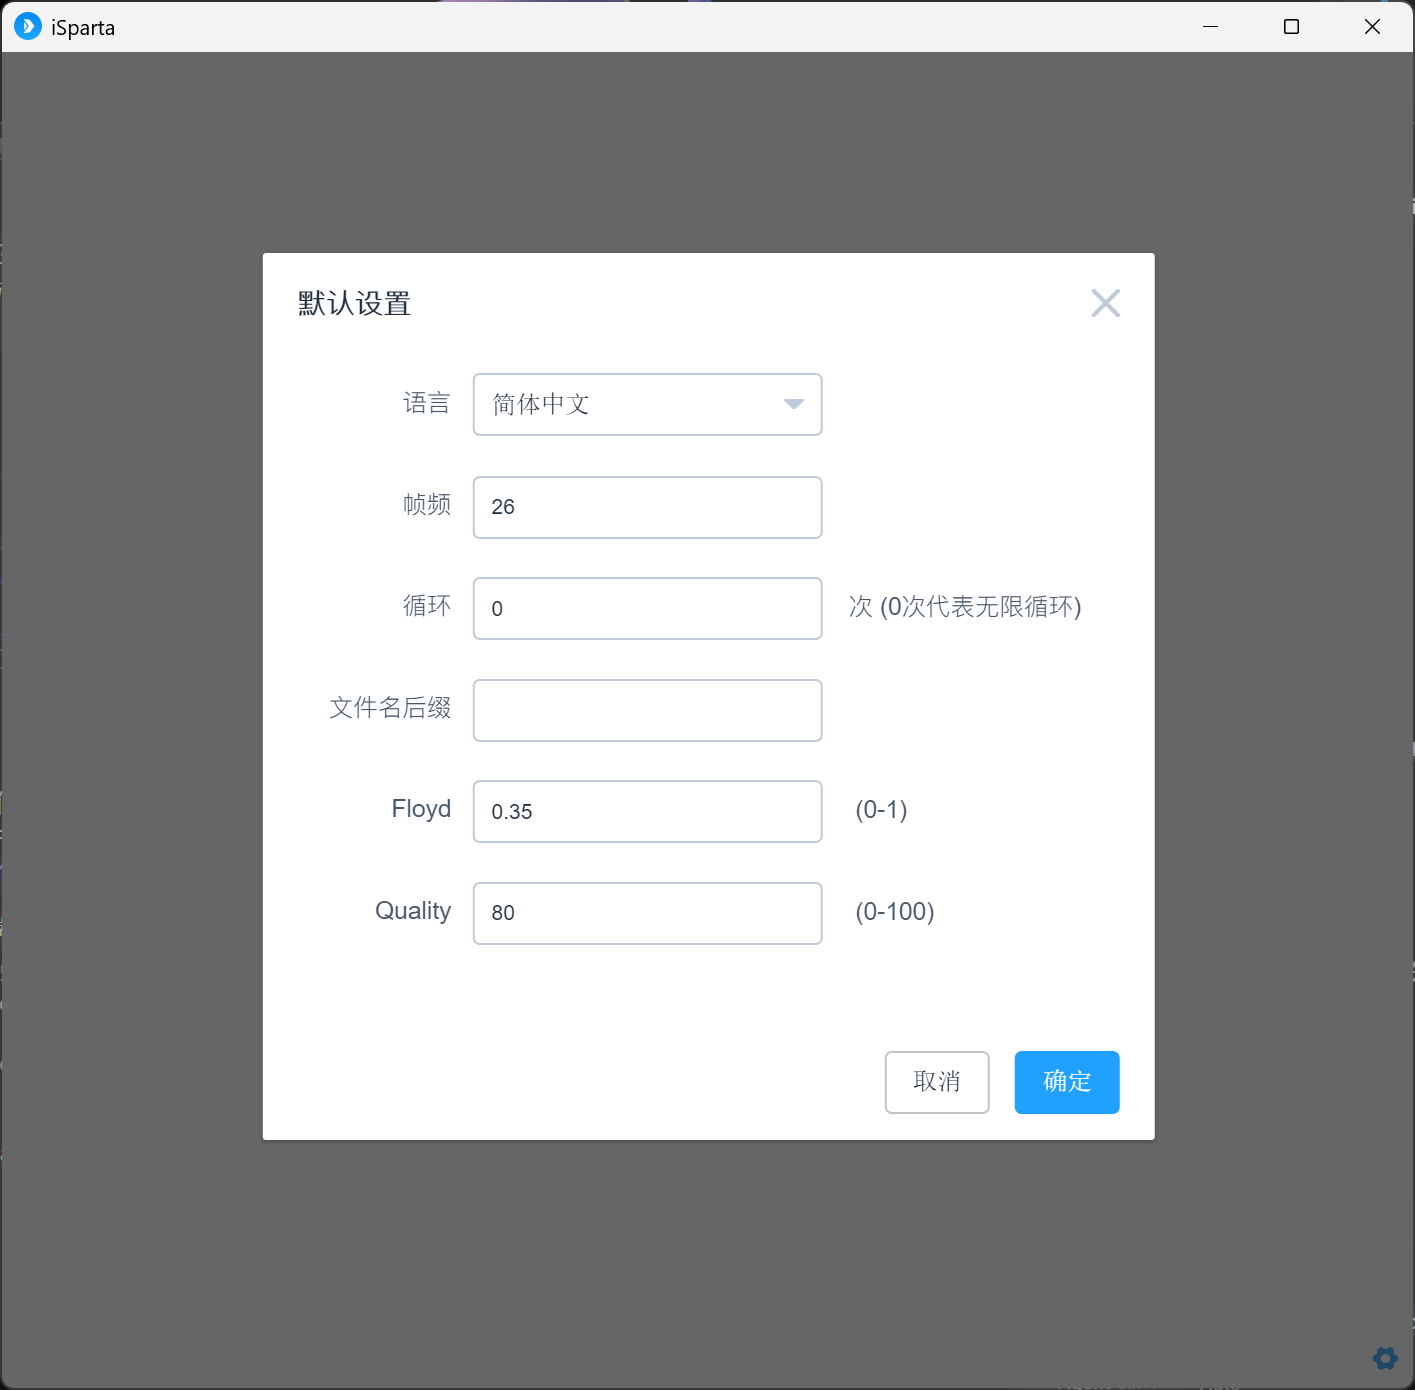 iSparta
默认设置
语言 简体中文
帧频 26
循环 0 次 (0次代表无限循环)
文件名后缀
Floyd 0.35 (0-1)
Quality 80 (0-100)
取消 确定